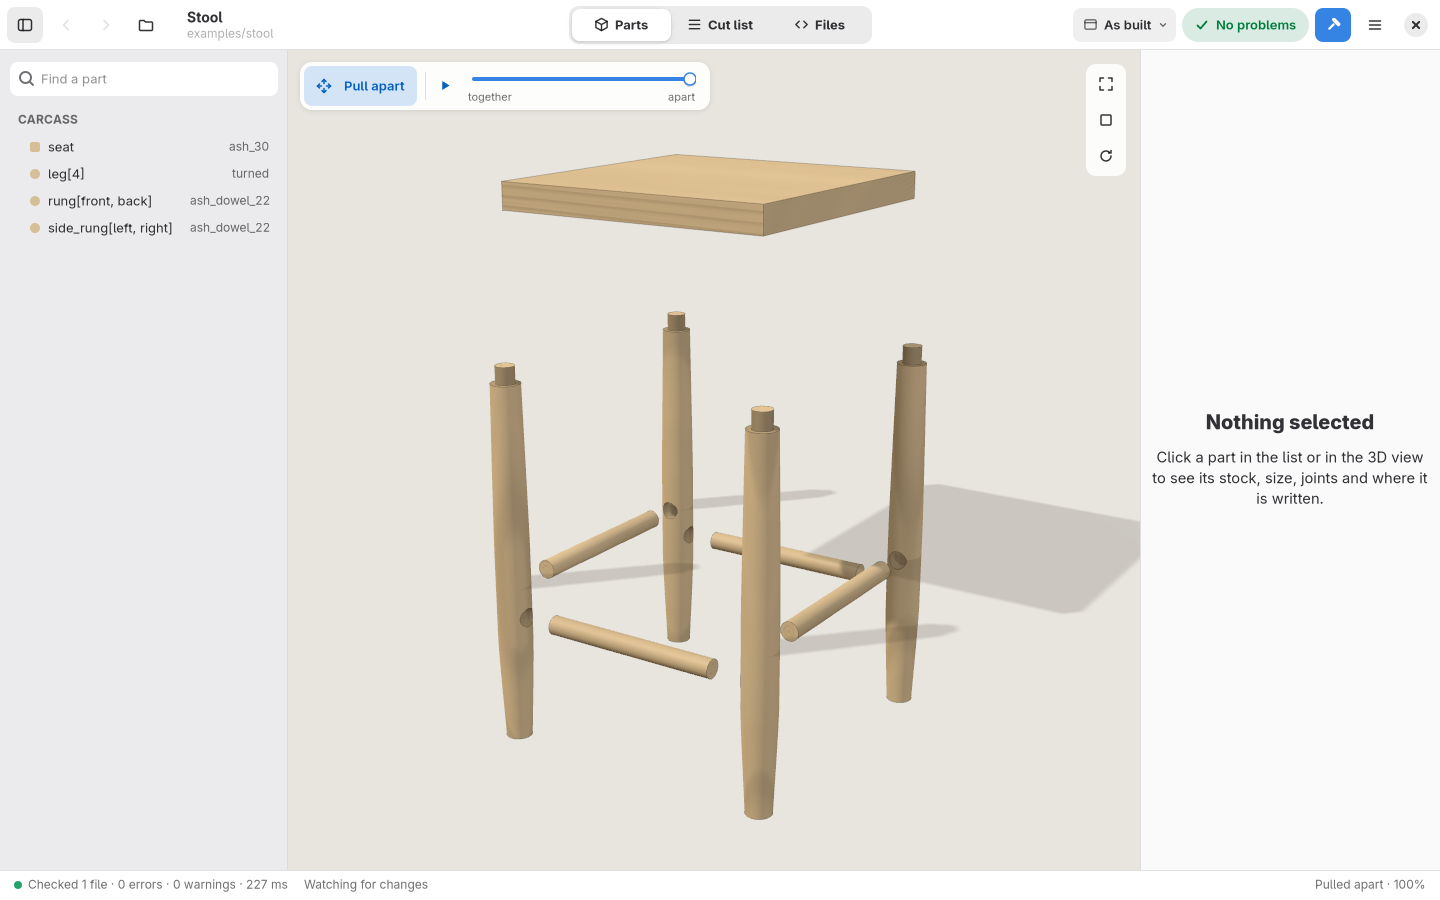 Stool
examples/stool
Parts
Cut list
Files
As built
No problems
Find a part
Pull apart
together
apart
CARCASS
seat ash_30
leg[4] turned
rung[front, back] ash_dowel_22
side_rung[left, right] ash_dowel_22
Nothing selected
Click a part in the list or in the 3D view
to see its stock, size, joints and where it
is written.
Checked 1 file · 0 errors · 0 warnings · 227 ms Watching for changes
Pulled apart · 100%